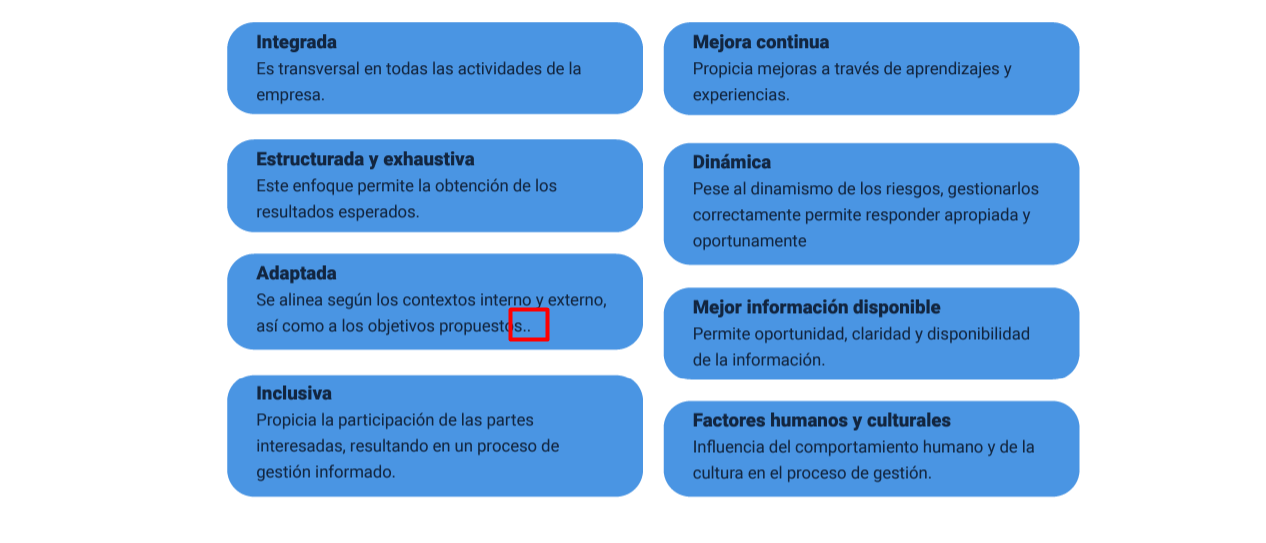 Integrada
Es transversal en todas las actividades de la
empresa.
Estructurada y exhaustiva
Este enfoque permite la obtención de los
resultados esperados.
Adaptada
Se alinea según los contextos interno y externo,
así como a los objetivos propuestos..
Inclusiva
Propicia la participación de las partes
interesadas, resultando en un proceso de
gestión informado.
Mejora continua
Propicia mejoras a través de aprendizajes y
experiencias.
Dinámica
Pese al dinamismo de los riesgos, gestionarlos
correctamente permite responder apropiada y
oportunamente
Mejor información disponible
Permite oportunidad, claridad y disponibilidad
de la información.
Factores humanos y culturales
Influencia del comportamiento humano y de la
cultura en el proceso de gestión.